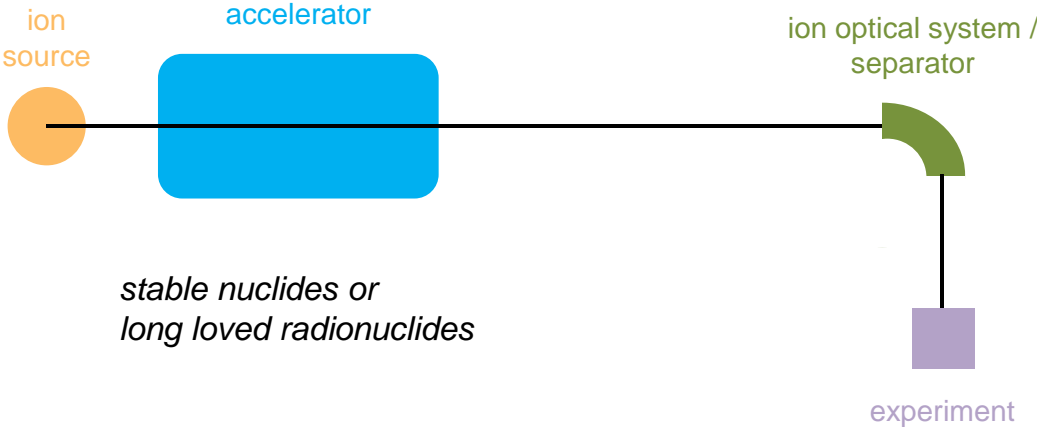 ion
source
accelerator
ion optical system /
separator
stable nuclides or
long loved radionuclides
experiment